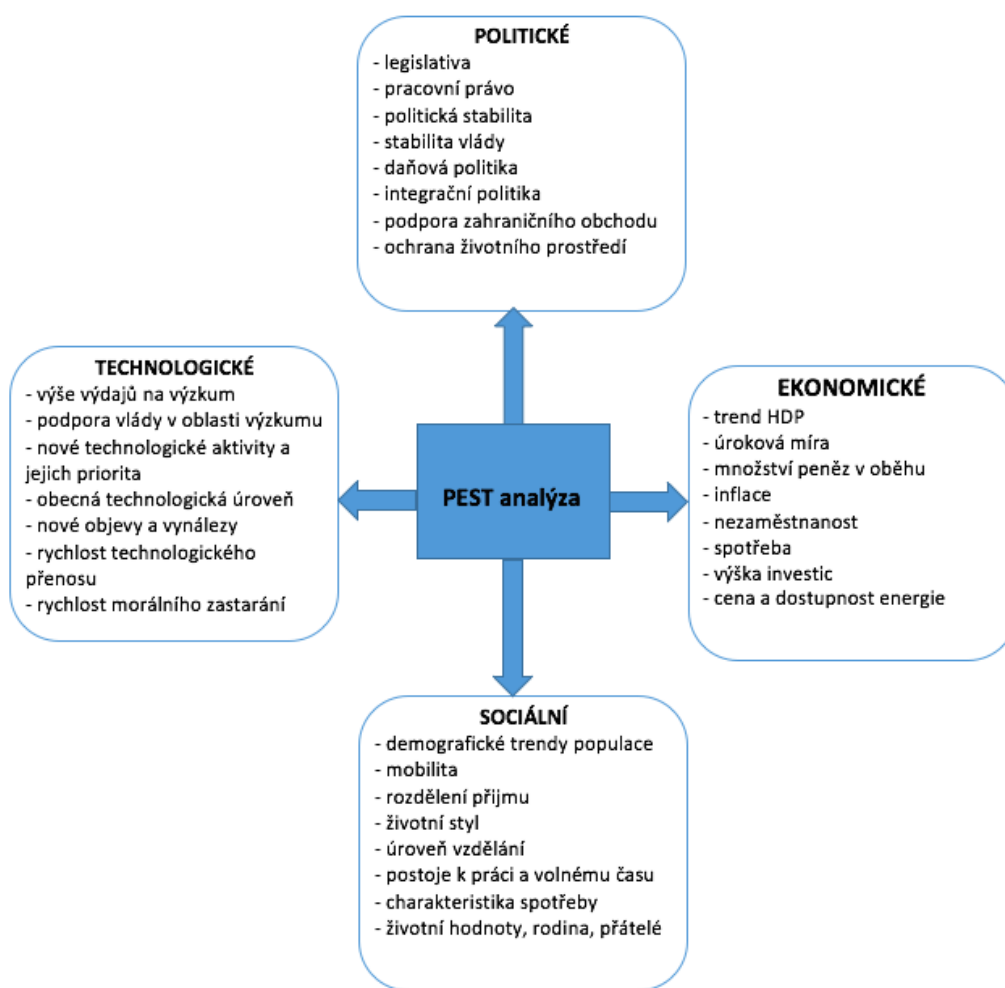 POLITICKÉ
- legislativa
- pracovní právo
- politická stabilita
- stabilita vlády
- daňová politika
- integrační politika
- podpora zahraničního obchodu
- ochrana životního prostředí
TECHNOLOGICKÉ
- výše výdajů na výzkum
- podpora vlády v oblasti výzkumu
- nové technologické aktivity a
jejich priorita
- obecná technologická úroveň
- nové objevy a vynálezy
- rychlost technologického
přenosu
- rychlost morálního zastarání
PEST analýza
EKONOMICKÉ
- trend HDP
- úroková míra
- množství peněz v oběhu
- inflace
- nezaměstnanost
- spotřeba
- výška investic
- cena a dostupnost energie
SOCIÁLNÍ
- demografické trendy populace
- mobilita
- rozdělení přijmu
- životní styl
- úroveň vzdělání
- postoje k práci a volnému času
- charakteristika spotřeby
- životní hodnoty, rodina, přátelé